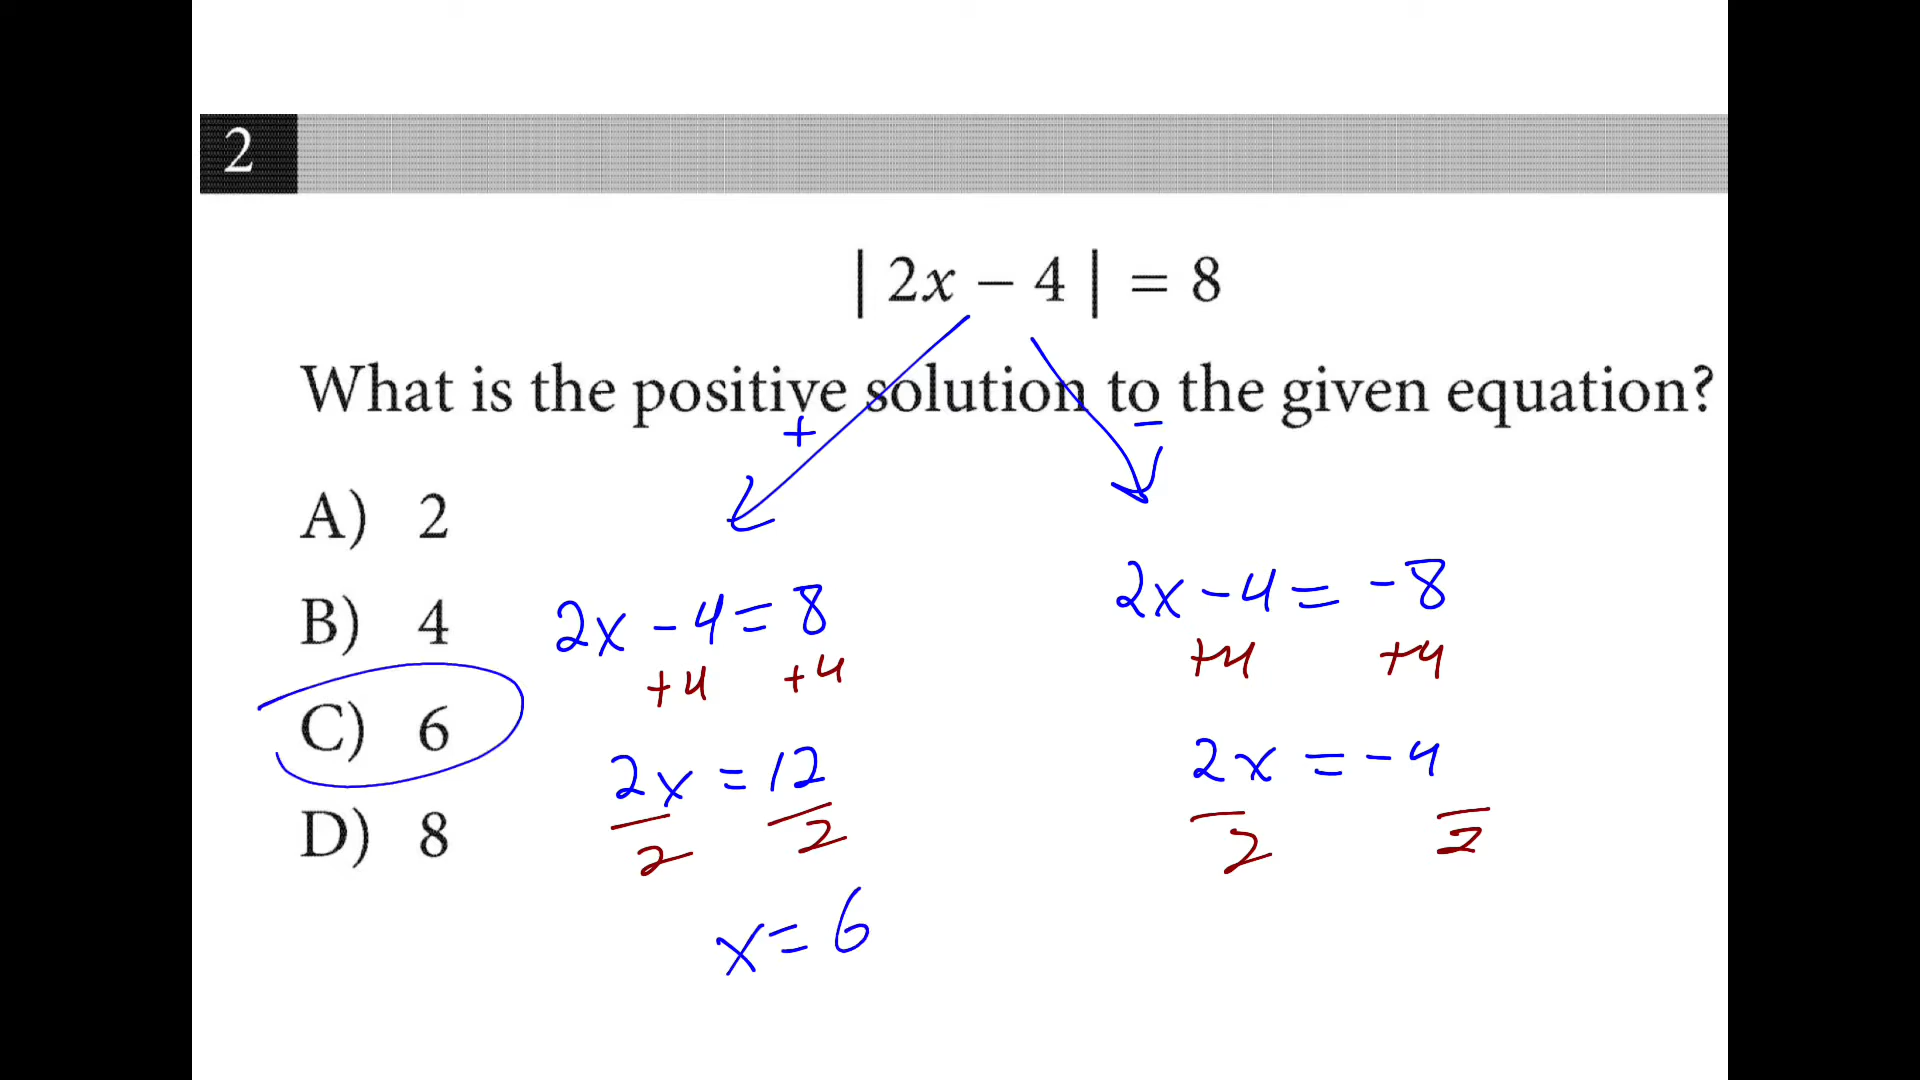 2
| 2x − 4 | = 8
What is the positive solution to the given equation?
+ −
A) 2
2x − 4 = 8 2x − 4 = −8
B) 4
+4 +4 +4 +4
C) 6
2x = 12 2x = −4
2 2 2 2
D) 8
x = 6